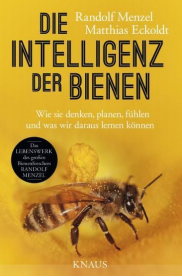 Randolf Menzel
Matthias Eckoldt
DIE
INTELLIGENZ
DER BIENEN
Wie sie denken, planen, fühlen
und was wir daraus lernen können
Das
LEBENSWERK
des großen
Bienenforschers
RANDOLF
MENZEL
KNAUS